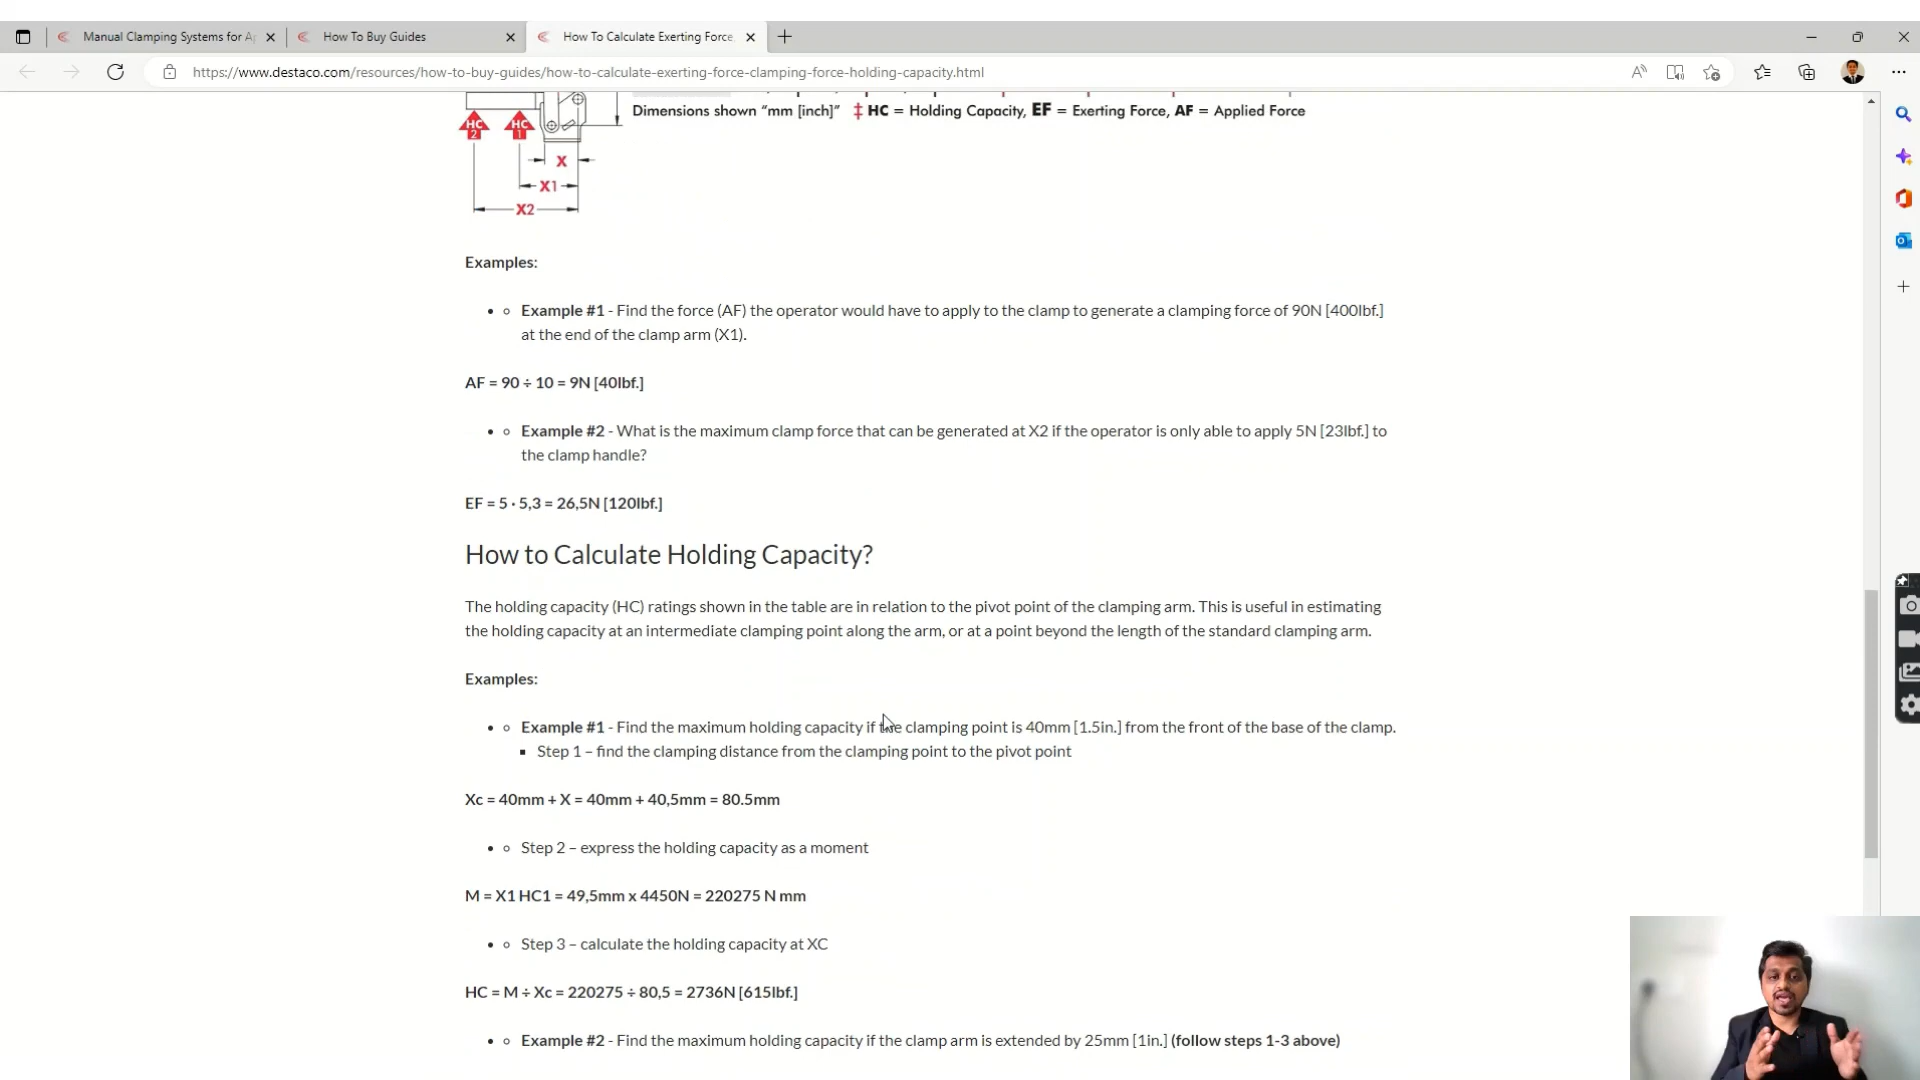 Manual Clamping Systems for Ap
How To Buy Guides
How To Calculate Exerting Force
https://www.destaco.com/resources/how-to-buy-guides/how-to-calculate-exerting-force-clamping-force-holding-capacity.html
Dimensions shown "mm [inch]" ‡ HC = Holding Capacity, EF = Exerting Force, AF = Applied Force
HC 2
HC 1
X
X1
X2
Examples:
Example #1 - Find the force (AF) the operator would have to apply to the clamp to generate a clamping force of 90N [400lbf.]
at the end of the clamp arm (X1).
AF = 90 ÷ 10 = 9N [40lbf.]
Example #2 - What is the maximum clamp force that can be generated at X2 if the operator is only able to apply 5N [23lbf.] to
the clamp handle?
EF = 5 · 5,3 = 26,5N [120lbf.]
How to Calculate Holding Capacity?
The holding capacity (HC) ratings shown in the table are in relation to the pivot point of the clamping arm. This is useful in estimating
the holding capacity at an intermediate clamping point along the arm, or at a point beyond the length of the standard clamping arm.
Examples:
Example #1 - Find the maximum holding capacity if the clamping point is 40mm [1.5in.] from the front of the base of the clamp.
Step 1 – find the clamping distance from the clamping point to the pivot point
Xc = 40mm + X = 40mm + 40,5mm = 80.5mm
Step 2 – express the holding capacity as a moment
M = X1 HC1 = 49,5mm x 4450N = 220275 N mm
Step 3 – calculate the holding capacity at XC
HC = M ÷ Xc = 220275 ÷ 80,5 = 2736N [615lbf.]
Example #2 - Find the maximum holding capacity if the clamp arm is extended by 25mm [1in.] (follow steps 1-3 above)